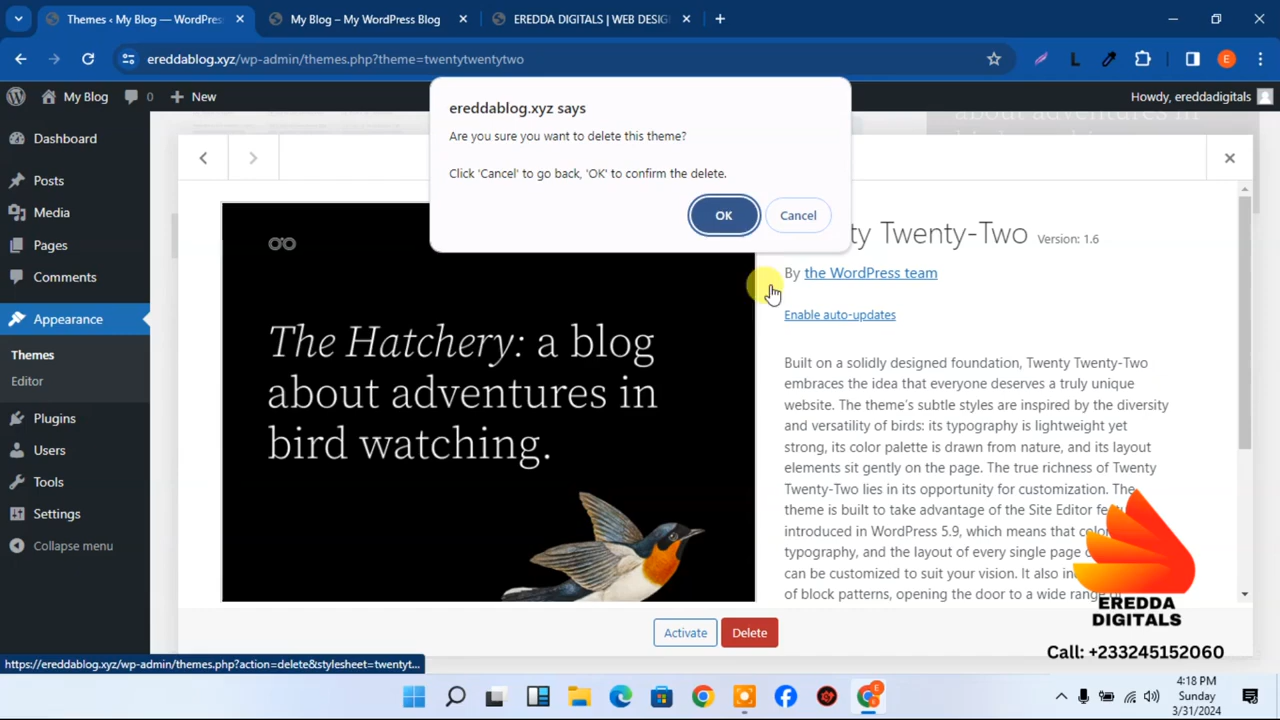 Themes ‹ My Blog — WordPres
My Blog – My WordPress Blog
EREDDA DIGITALS | WEB DESIG
ereddablog.xyz/wp-admin/themes.php?theme=twentytwentytwo
My Blog
0
New
Howdy, ereddadigitals
ereddablog.xyz says
Are you sure you want to delete this theme?
Click 'Cancel' to go back, 'OK' to confirm the delete.
OK
Cancel
Dashboard
Posts
Media
Pages
Comments
Appearance
Themes
Editor
Plugins
Users
Tools
Settings
Collapse menu
The Hatchery: a blog
about adventures in
bird watching.
ty Twenty-Two Version: 1.6
By the WordPress team
Enable auto-updates
Built on a solidly designed foundation, Twenty Twenty-Two
embraces the idea that everyone deserves a truly unique
website. The theme's subtle styles are inspired by the diversity
and versatility of birds: its typography is lightweight yet
strong, its color palette is drawn from nature, and its layout
elements sit gently on the page. The true richness of Twenty
Twenty-Two lies in its opportunity for customization. The
theme is built to take advantage of the Site Editor
introduced in WordPress 5.9, which means that
typography, and the layout of every single page
can be customized to suit your vision. It also
of block patterns, opening the door to a wide range
Activate
Delete
EREDDA
DIGITALS
Call: +233245152060
https://ereddablog.xyz/wp-admin/themes.php?action=delete&stylesheet=twentyt...
4:18 PM
Sunday
3/31/2024